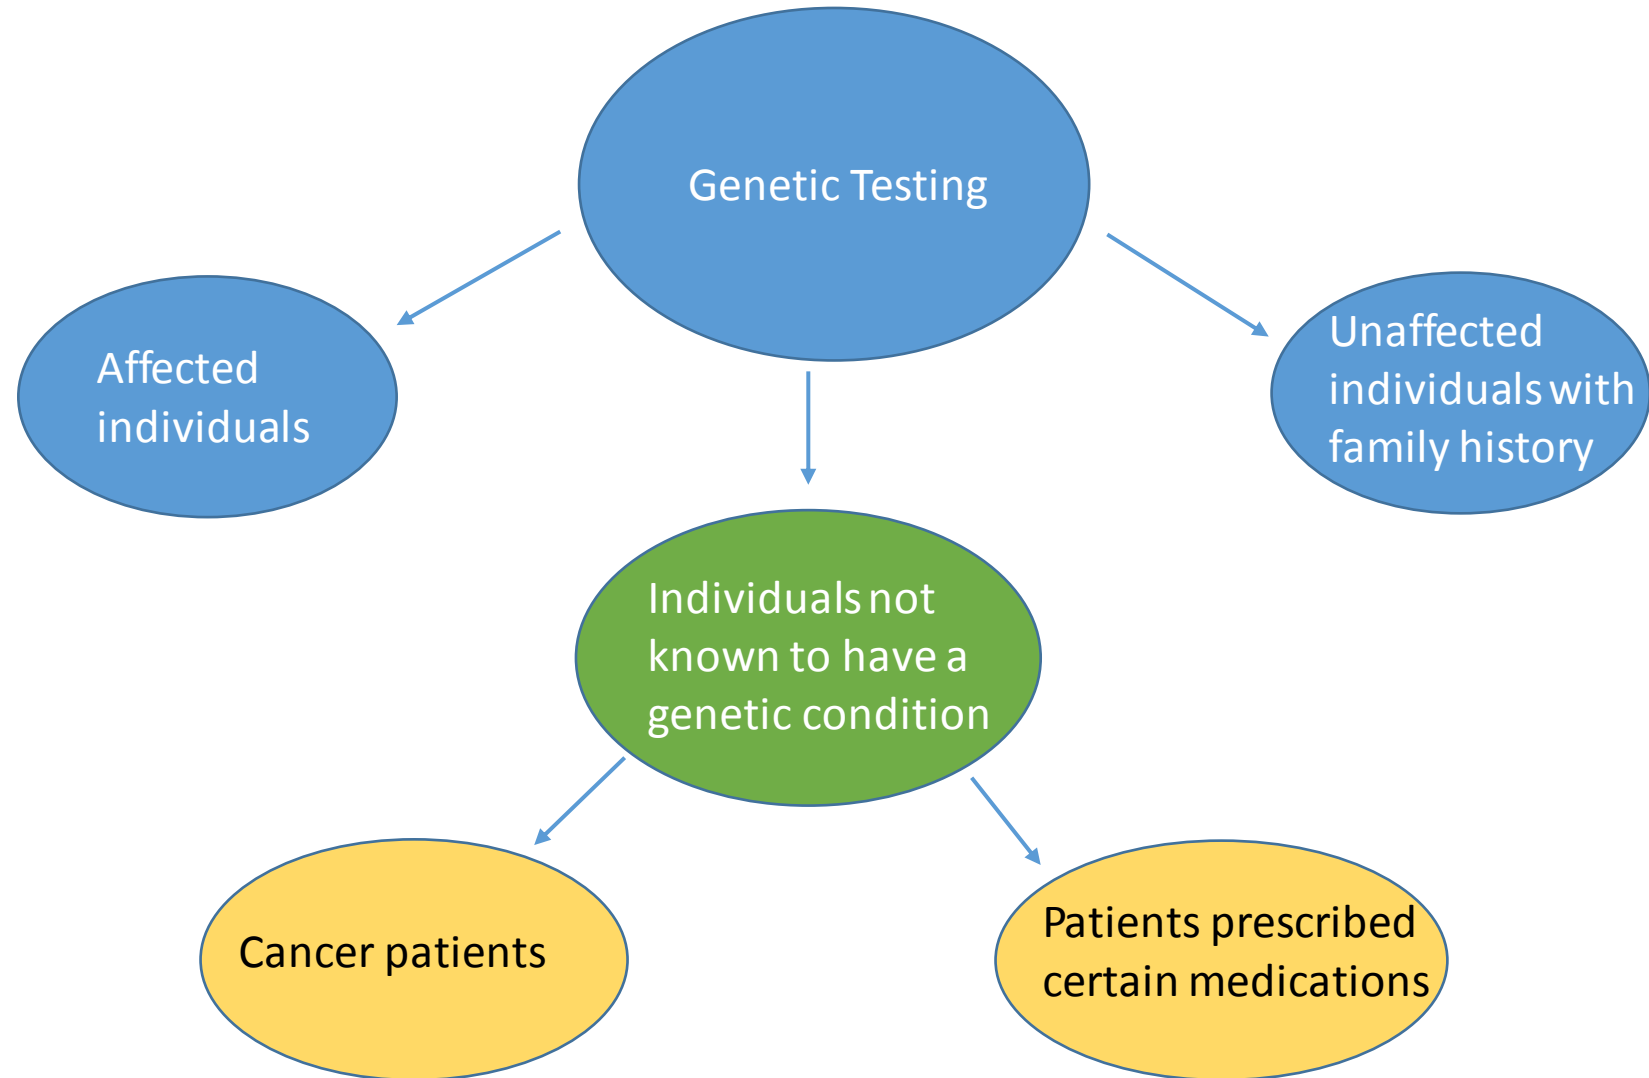 Genetic Testing
Affected
individuals
Unaffected
individuals with
family history
Individuals not
known to have a
genetic condition
Cancer patients
Patients prescribed
certain medications